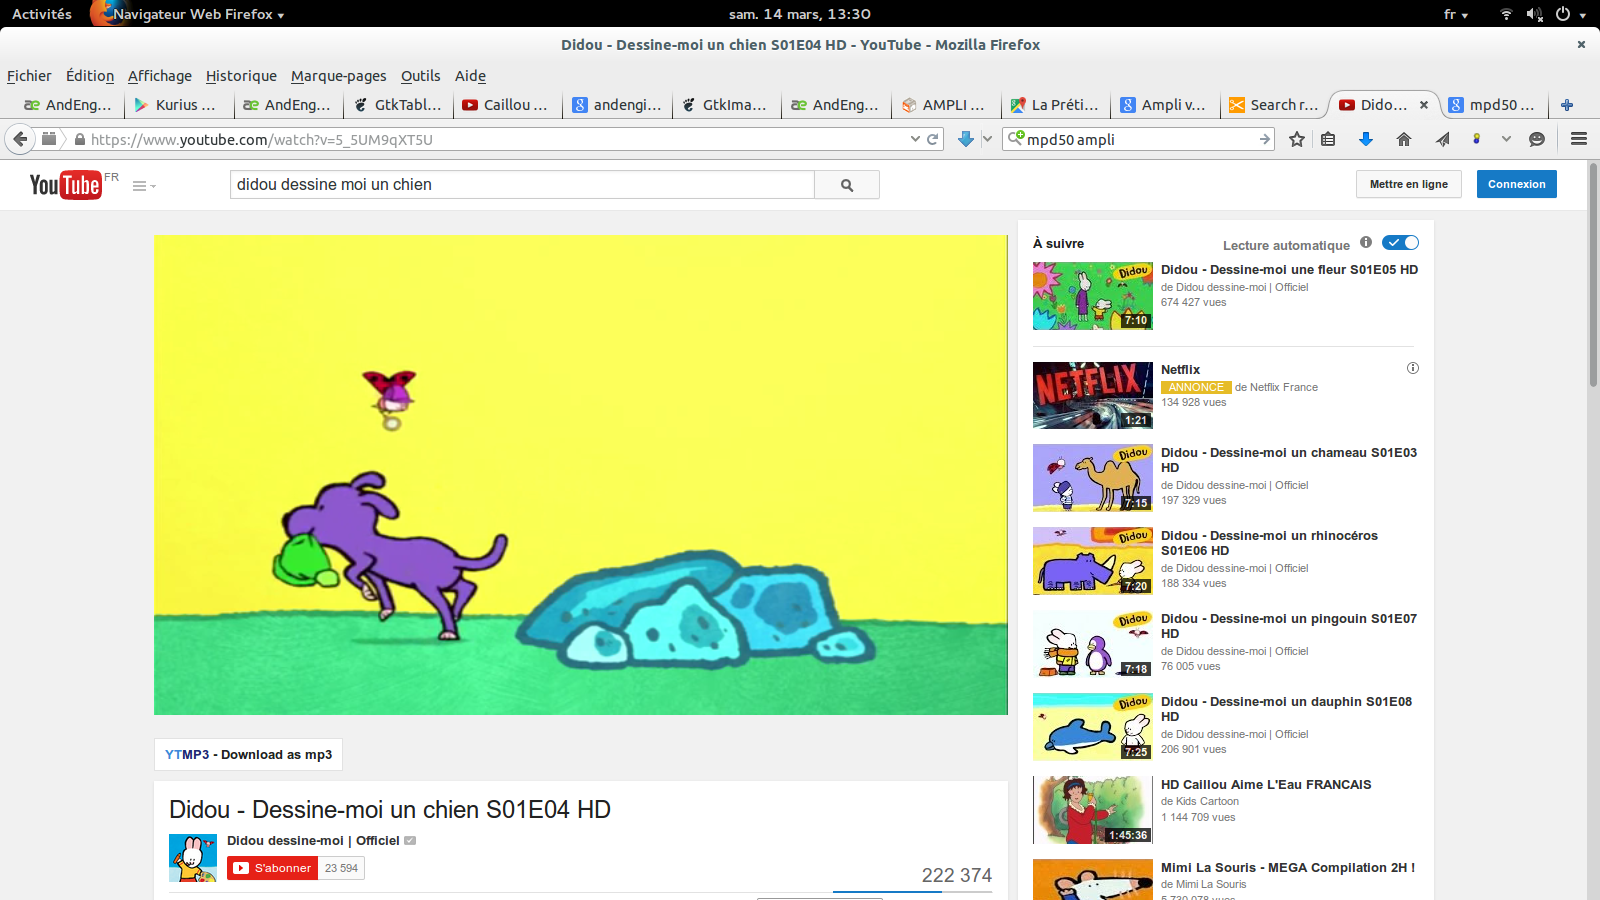 Activités
Navigateur Web Firefox
sam. 14 mars, 13:30
fr
Didou - Dessine-moi un chien S01E04 HD - YouTube - Mozilla Firefox
Fichier Édition Affichage Historique Marque-pages Outils Aide
AndEng… Kurius … AndEng… GtkTabl… Caillou … andengi… GtkIma… AndEng… AMPLI … La Préti… Ampli v… Search r… Dido… mpd50 …
https://www.youtube.com/watch?v=5_5UM9qXT5U
mpd50 ampli
YouTube FR
didou dessine moi un chien
Mettre en ligne
Connexion
À suivre
Lecture automatique
Didou
7:10
Didou - Dessine-moi une fleur S01E05 HD
de Didou dessine-moi | Officiel
674 427 vues
NETFLIX
1:21
Netflix
ANNONCE de Netflix France
134 928 vues
Didou
7:15
Didou - Dessine-moi un chameau S01E03
HD
de Didou dessine-moi | Officiel
197 329 vues
Didou
7:20
Didou - Dessine-moi un rhinocéros
S01E06 HD
de Didou dessine-moi | Officiel
188 334 vues
Didou
7:18
Didou - Dessine-moi un pingouin S01E07
HD
de Didou dessine-moi | Officiel
76 005 vues
Didou
7:25
Didou - Dessine-moi un dauphin S01E08
HD
de Didou dessine-moi | Officiel
206 901 vues
1:45:36
HD Caillou Aime L'Eau FRANCAIS
de Kids Cartoon
1 144 709 vues
Mimi La Souris - MEGA Compilation 2H !
de Mimi La Souris
5 730 078 vues
YTMP3 - Download as mp3
Didou - Dessine-moi un chien S01E04 HD
Didou dessine-moi | Officiel
S'abonner
23 594
222 374